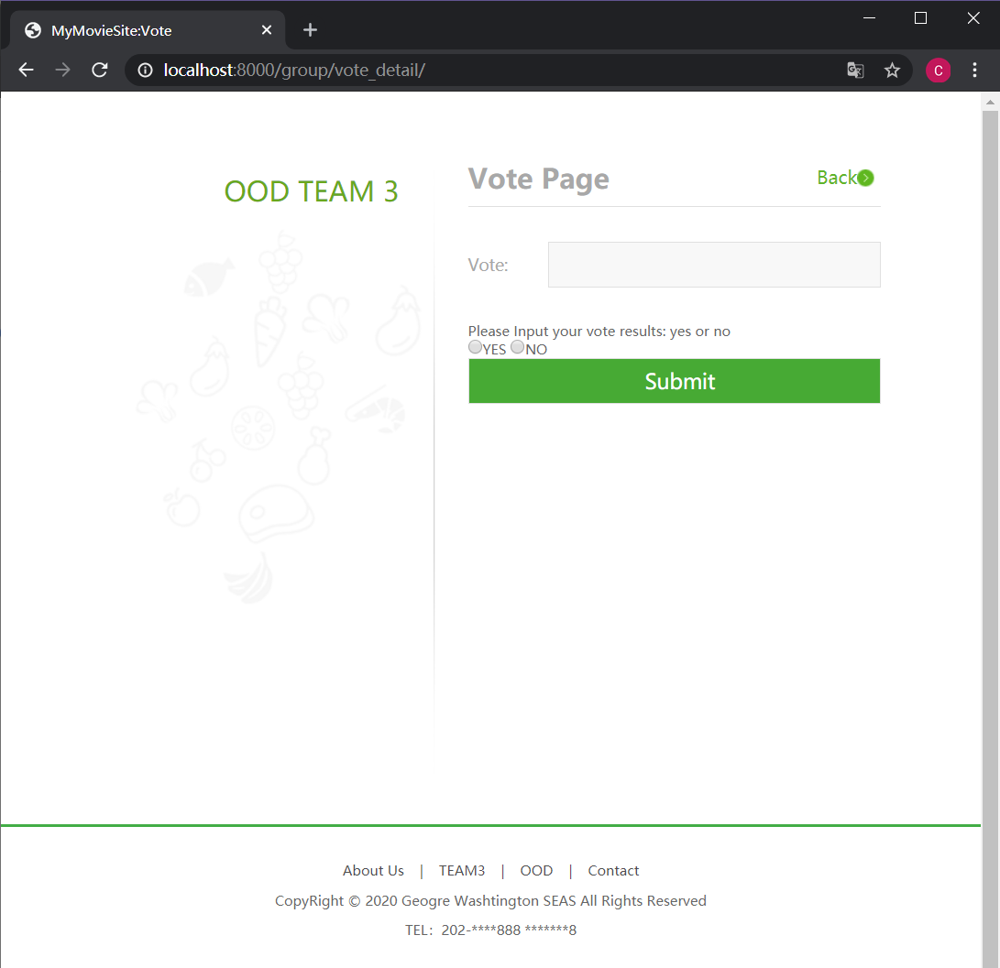 MyMovieSite:Vote
localhost:8000/group/vote_detail/
C
OOD TEAM 3
Vote Page
Back
Vote:
Please Input your vote results: yes or no
YES NO
Submit
About Us | TEAM3 | OOD | Contact
CopyRight © 2020 Geogre Washtington SEAS All Rights Reserved
TEL：202-****888 *******8